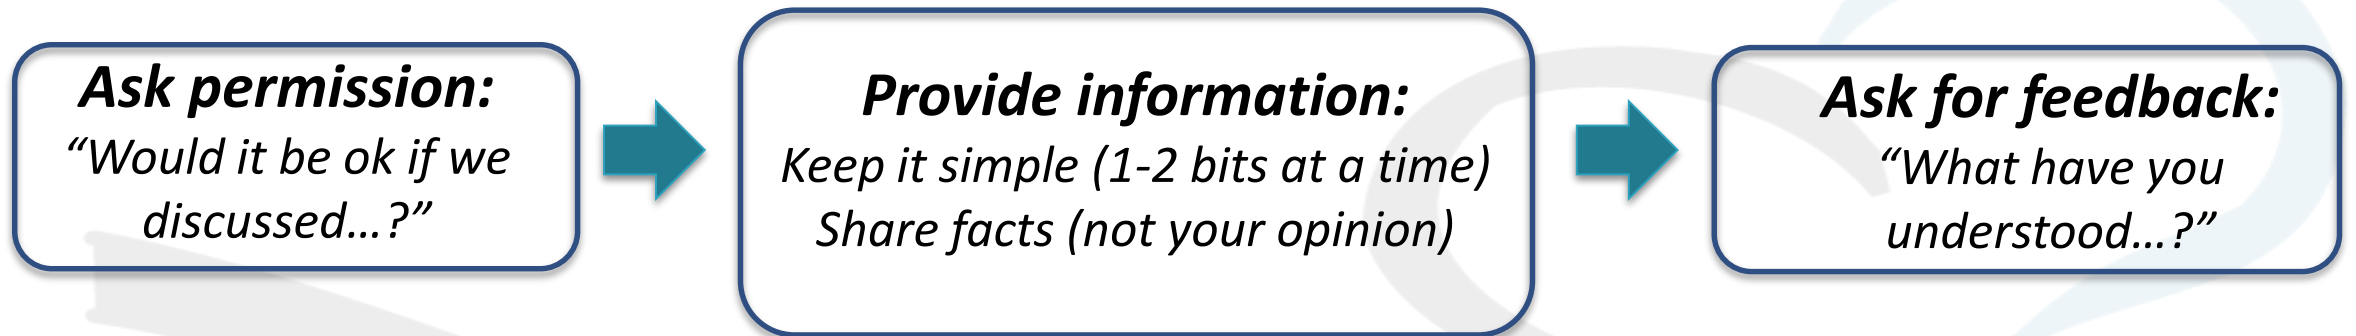 Ask permission:
“Would it be ok if we
discussed…?”
Provide information:
Keep it simple (1-2 bits at a time)
Share facts (not your opinion)
Ask for feedback:
“What have you
understood…?”